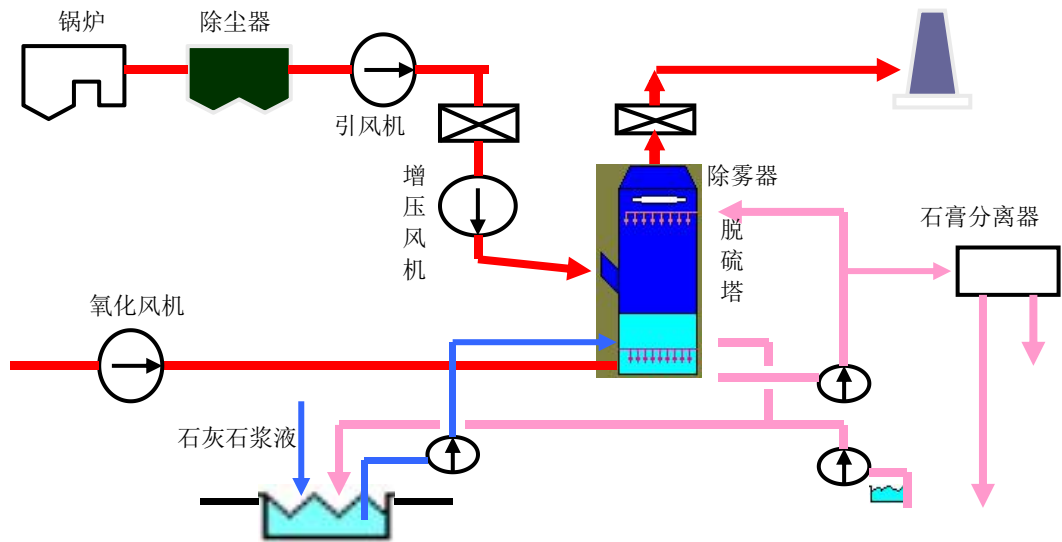 锅炉
除尘器
引风机
增压风机
除雾器
脱硫塔
石膏分离器
氧化风机
石灰石浆液